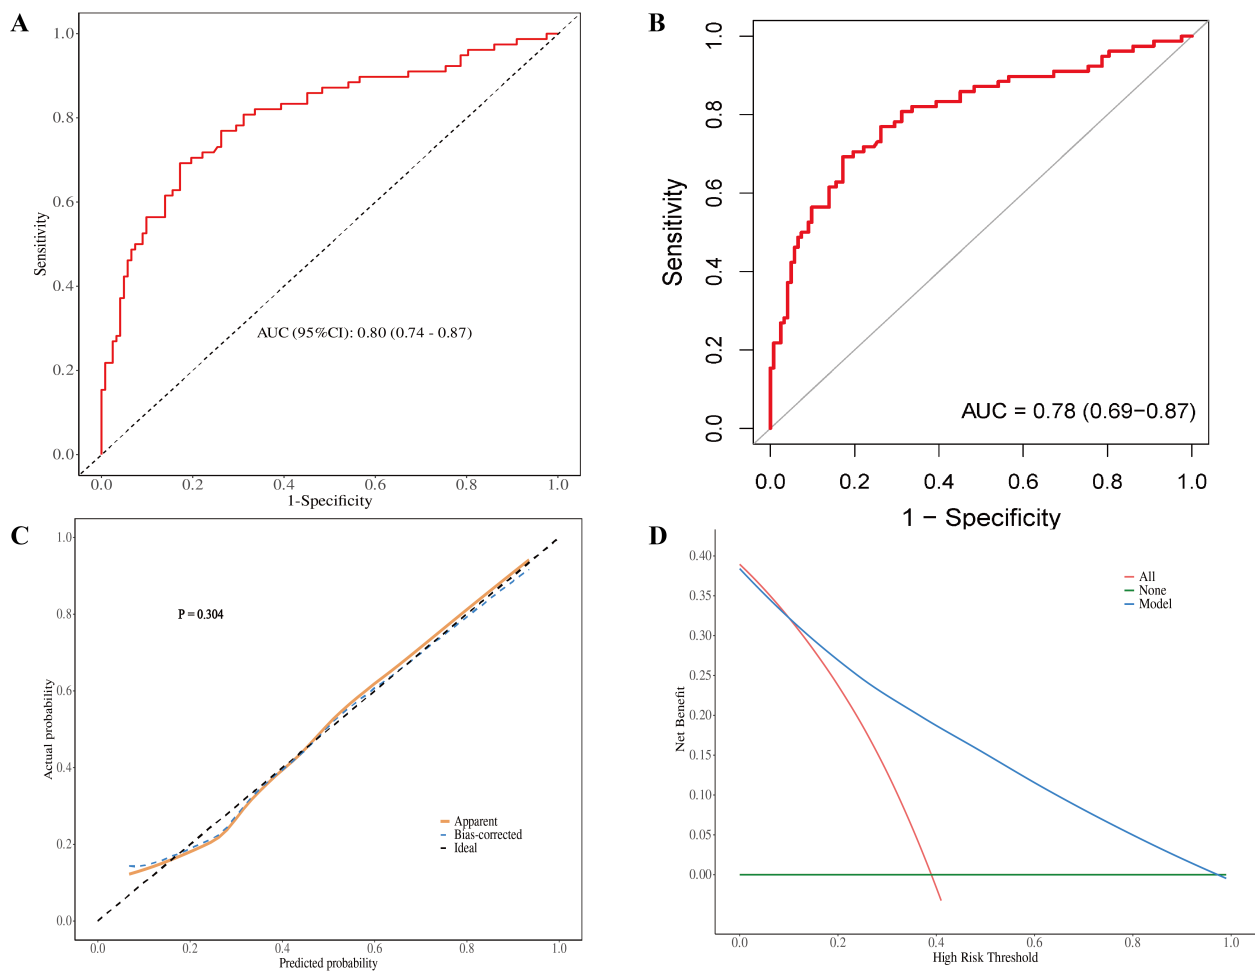 A
1.0
0.8
0.6
0.4
0.2
0.0
Sensitivity
AUC (95%CI): 0.80 (0.74 - 0.87)
0.0 0.2 0.4 0.6 0.8 1.0
1-Specificity
B
1.0
0.8
0.6
0.4
0.2
0.0
Sensitivity
AUC = 0.78 (0.69−0.87)
0.0 0.2 0.4 0.6 0.8 1.0
1 − Specificity
C
1.0
0.8
0.6
0.4
0.2
0.0
Actual probability
P = 0.304
Apparent
Bias-corrected
Ideal
0.0 0.2 0.4 0.6 0.8 1.0
Predicted probability
D
0.40
0.35
0.30
0.25
0.20
0.15
0.10
0.05
0.00
Net Benefit
All
None
Model
0.0 0.2 0.4 0.6 0.8 1.0
High Risk Threshold